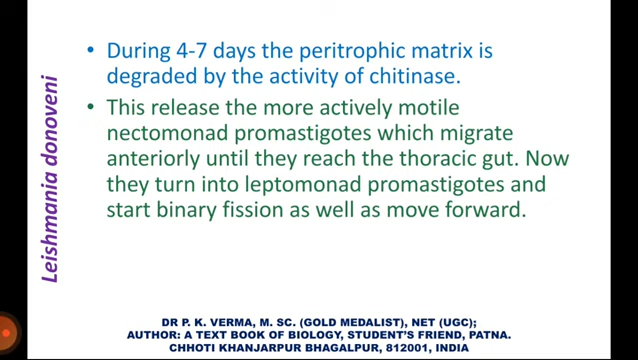 During 4-7 days the peritrophic matrix is
degraded by the activity of chitinase.
This release the more actively motile
nectomonad promastigotes which migrate
anteriorly until they reach the thoracic gut. Now
they turn into leptomonad promastigotes and
start binary fission as well as move forward.
Leishmania donoveni
DR P. K. VERMA, M. SC. (GOLD MEDALIST), NET (UGC);
AUTHOR: A TEXT BOOK OF BIOLOGY, STUDENT'S FRIEND, PATNA.
CHHOTI KHANJARPUR BHAGALPUR, 812001, INDIA